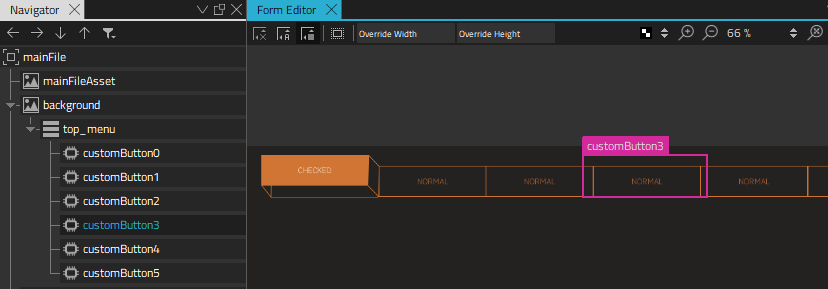 Navigator
Form Editor
Override Width
Override Height
66 %
mainFile
mainFileAsset
background
top_menu
customButton0
customButton1
customButton2
customButton3
customButton4
customButton5
customButton3
CHECKED
NORMAL
NORMAL
NORMAL
NORMAL